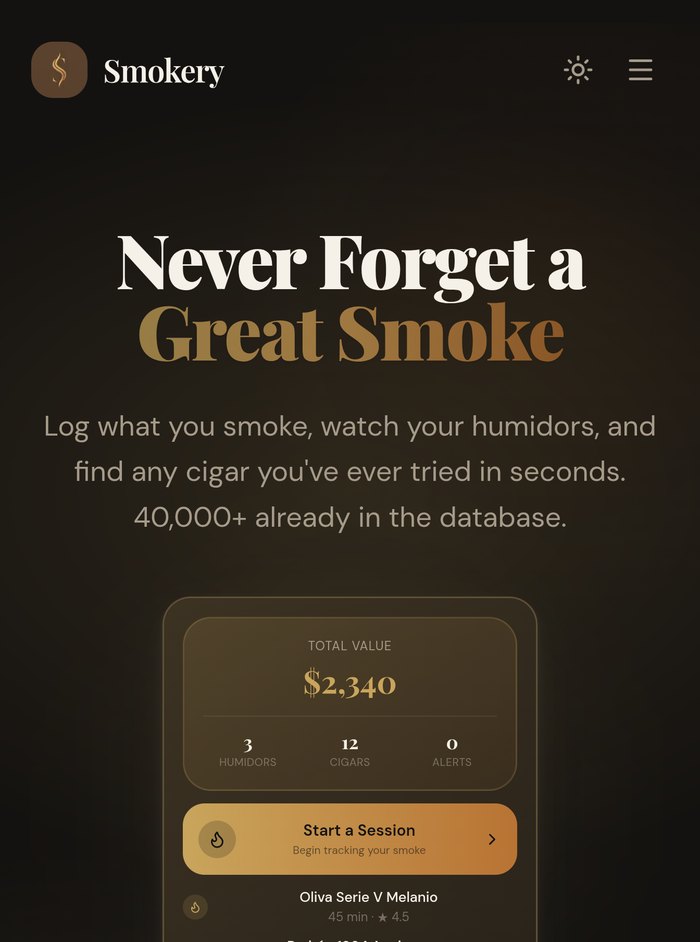 Smokery
Never Forget a
Great Smoke
Log what you smoke, watch your humidors, and
find any cigar you've ever tried in seconds.
40,000+ already in the database.
TOTAL VALUE
$2,340
3 12 0
HUMIDORS CIGARS ALERTS
Start a Session
Begin tracking your smoke
Oliva Serie V Melanio
45 min · ★ 4.5